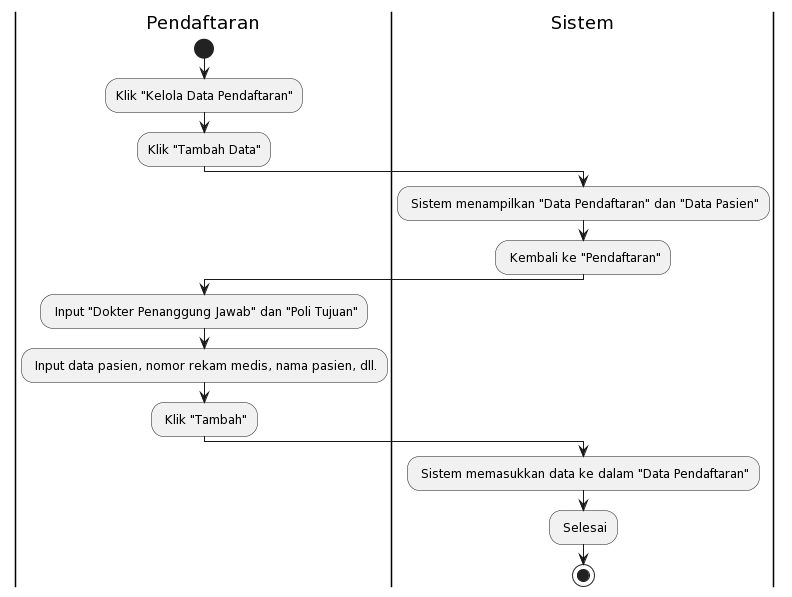 Pendaftaran
Sistem
Klik "Kelola Data Pendaftaran"
Klik "Tambah Data"
Sistem menampilkan "Data Pendaftaran" dan "Data Pasien"
Kembali ke "Pendaftaran"
Input "Dokter Penanggung Jawab" dan "Poli Tujuan"
Input data pasien, nomor rekam medis, nama pasien, dll.
Klik "Tambah"
Sistem memasukkan data ke dalam "Data Pendaftaran"
Selesai